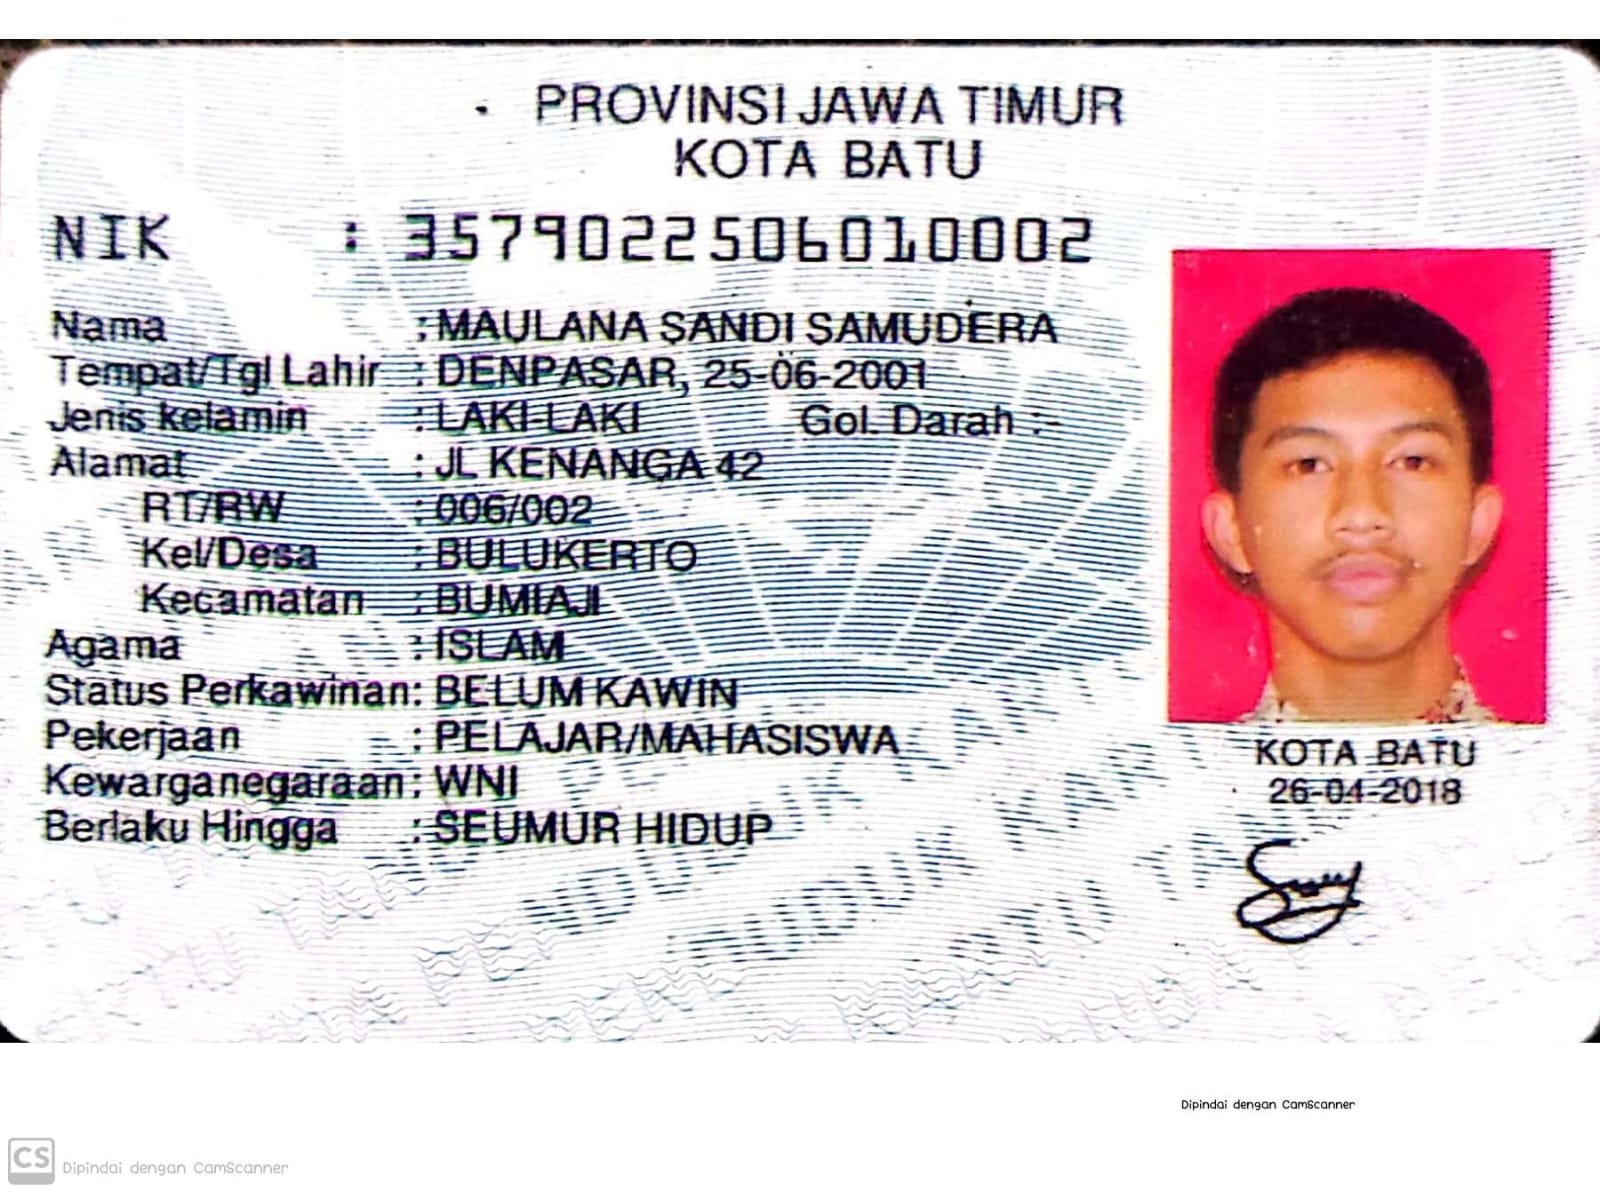 PROVINSI JAWA TIMUR
KOTA BATU
NIK : 3579022506010002
Nama : MAULANA SANDI SAMUDERA
Tempat/Tgl Lahir : DENPASAR, 25-06-2001
Jenis kelamin : LAKI-LAKI Gol. Darah :-
Alamat : JL KENANGA 42
RT/RW : 006/002
Kel/Desa : BULUKERTO
Kecamatan : BUMIAJI
Agama : ISLAM
Status Perkawinan: BELUM KAWIN
Pekerjaan : PELAJAR/MAHASISWA
Kewarganegaraan: WNI
Berlaku Hingga : SEUMUR HIDUP
KOTA BATU
26-04-2018
Dipindai dengan CamScanner
CS Dipindai dengan CamScanner